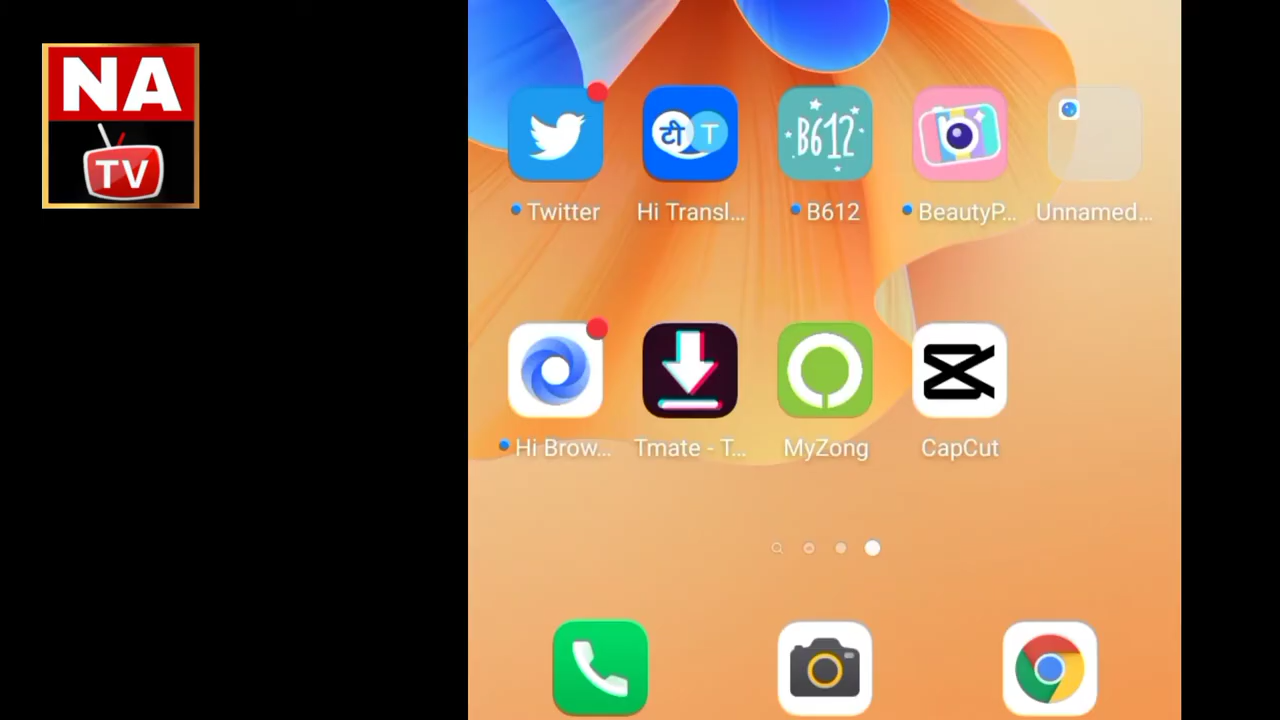 NA
TV
टी T
B612
Twitter
Hi Transl...
B612
BeautyP...
Unnamed...
Hi Brow...
Tmate - T...
MyZong
CapCut